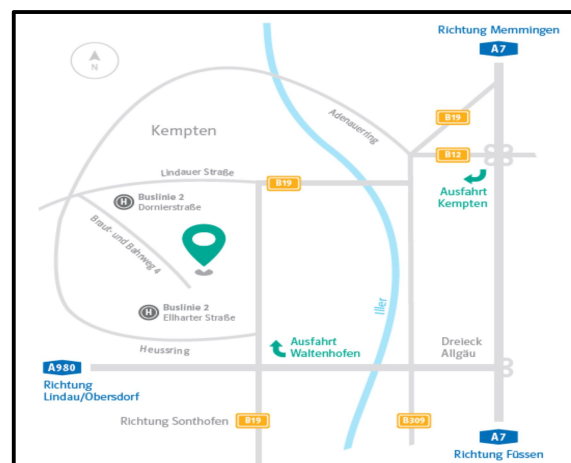 Richtung Memmingen
A7
N
Kempten
Adenauerring
B19
B12
Ausfahrt
Kempten
Lindauer Straße
B19
Buslinie 2
Dornierstraße
H
Braut- und Bahnweg 4
Buslinie 2
Ellharter Straße
H
Iller
Heussring
Ausfahrt
Waltenhofen
Dreieck
Allgäu
A980
Richtung
Lindau/Obersdorf
Richtung Sonthofen
B19
B309
A7
Richtung Füssen